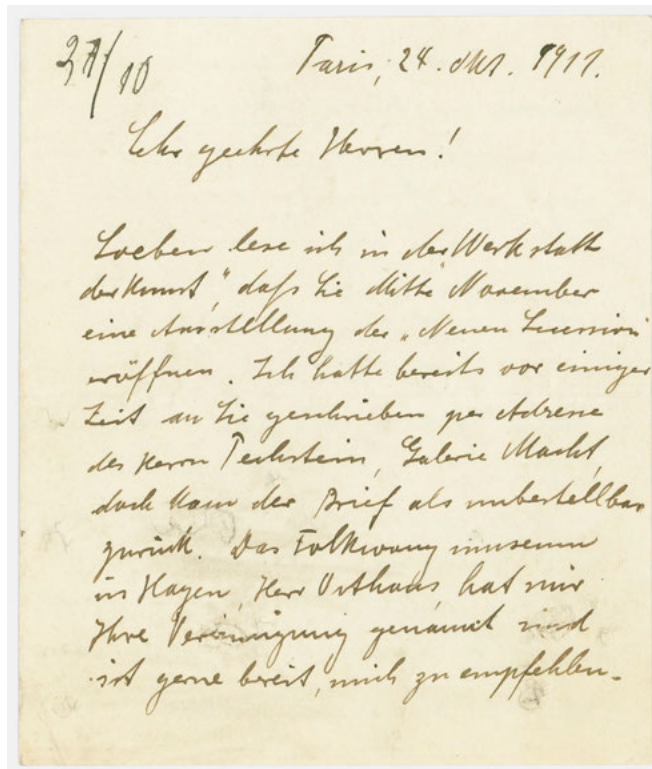 27/10
Paris, 24. Okt. 1911.
Sehr geehrte Herren!
Soeben lese ich in der Werkstatt
der Kunst," daß Sie Mitte November
eine Ausstellung der "Neuen Secession
eröffnen. Ich hatte bereits vor einiger
Zeit an Sie geschrieben per Adresse
des Herrn Pechstein, Galerie Macht,
doch kam der Brief als unbestellbar
zurück. Das Folkwang museum
in Hagen, Herr Osthaus, hat mir
Ihre Vereinigung genannt und
ist gerne bereit, mich zu empfehlen.